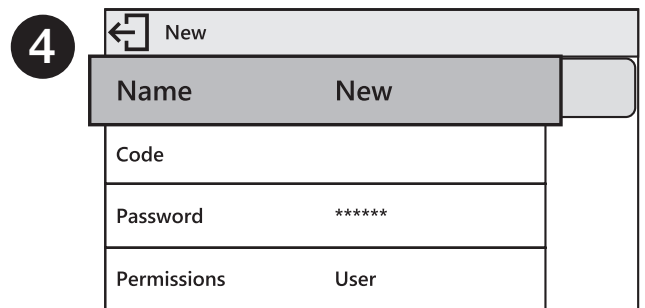 4
New
Name New
Code
Password ******
Permissions User